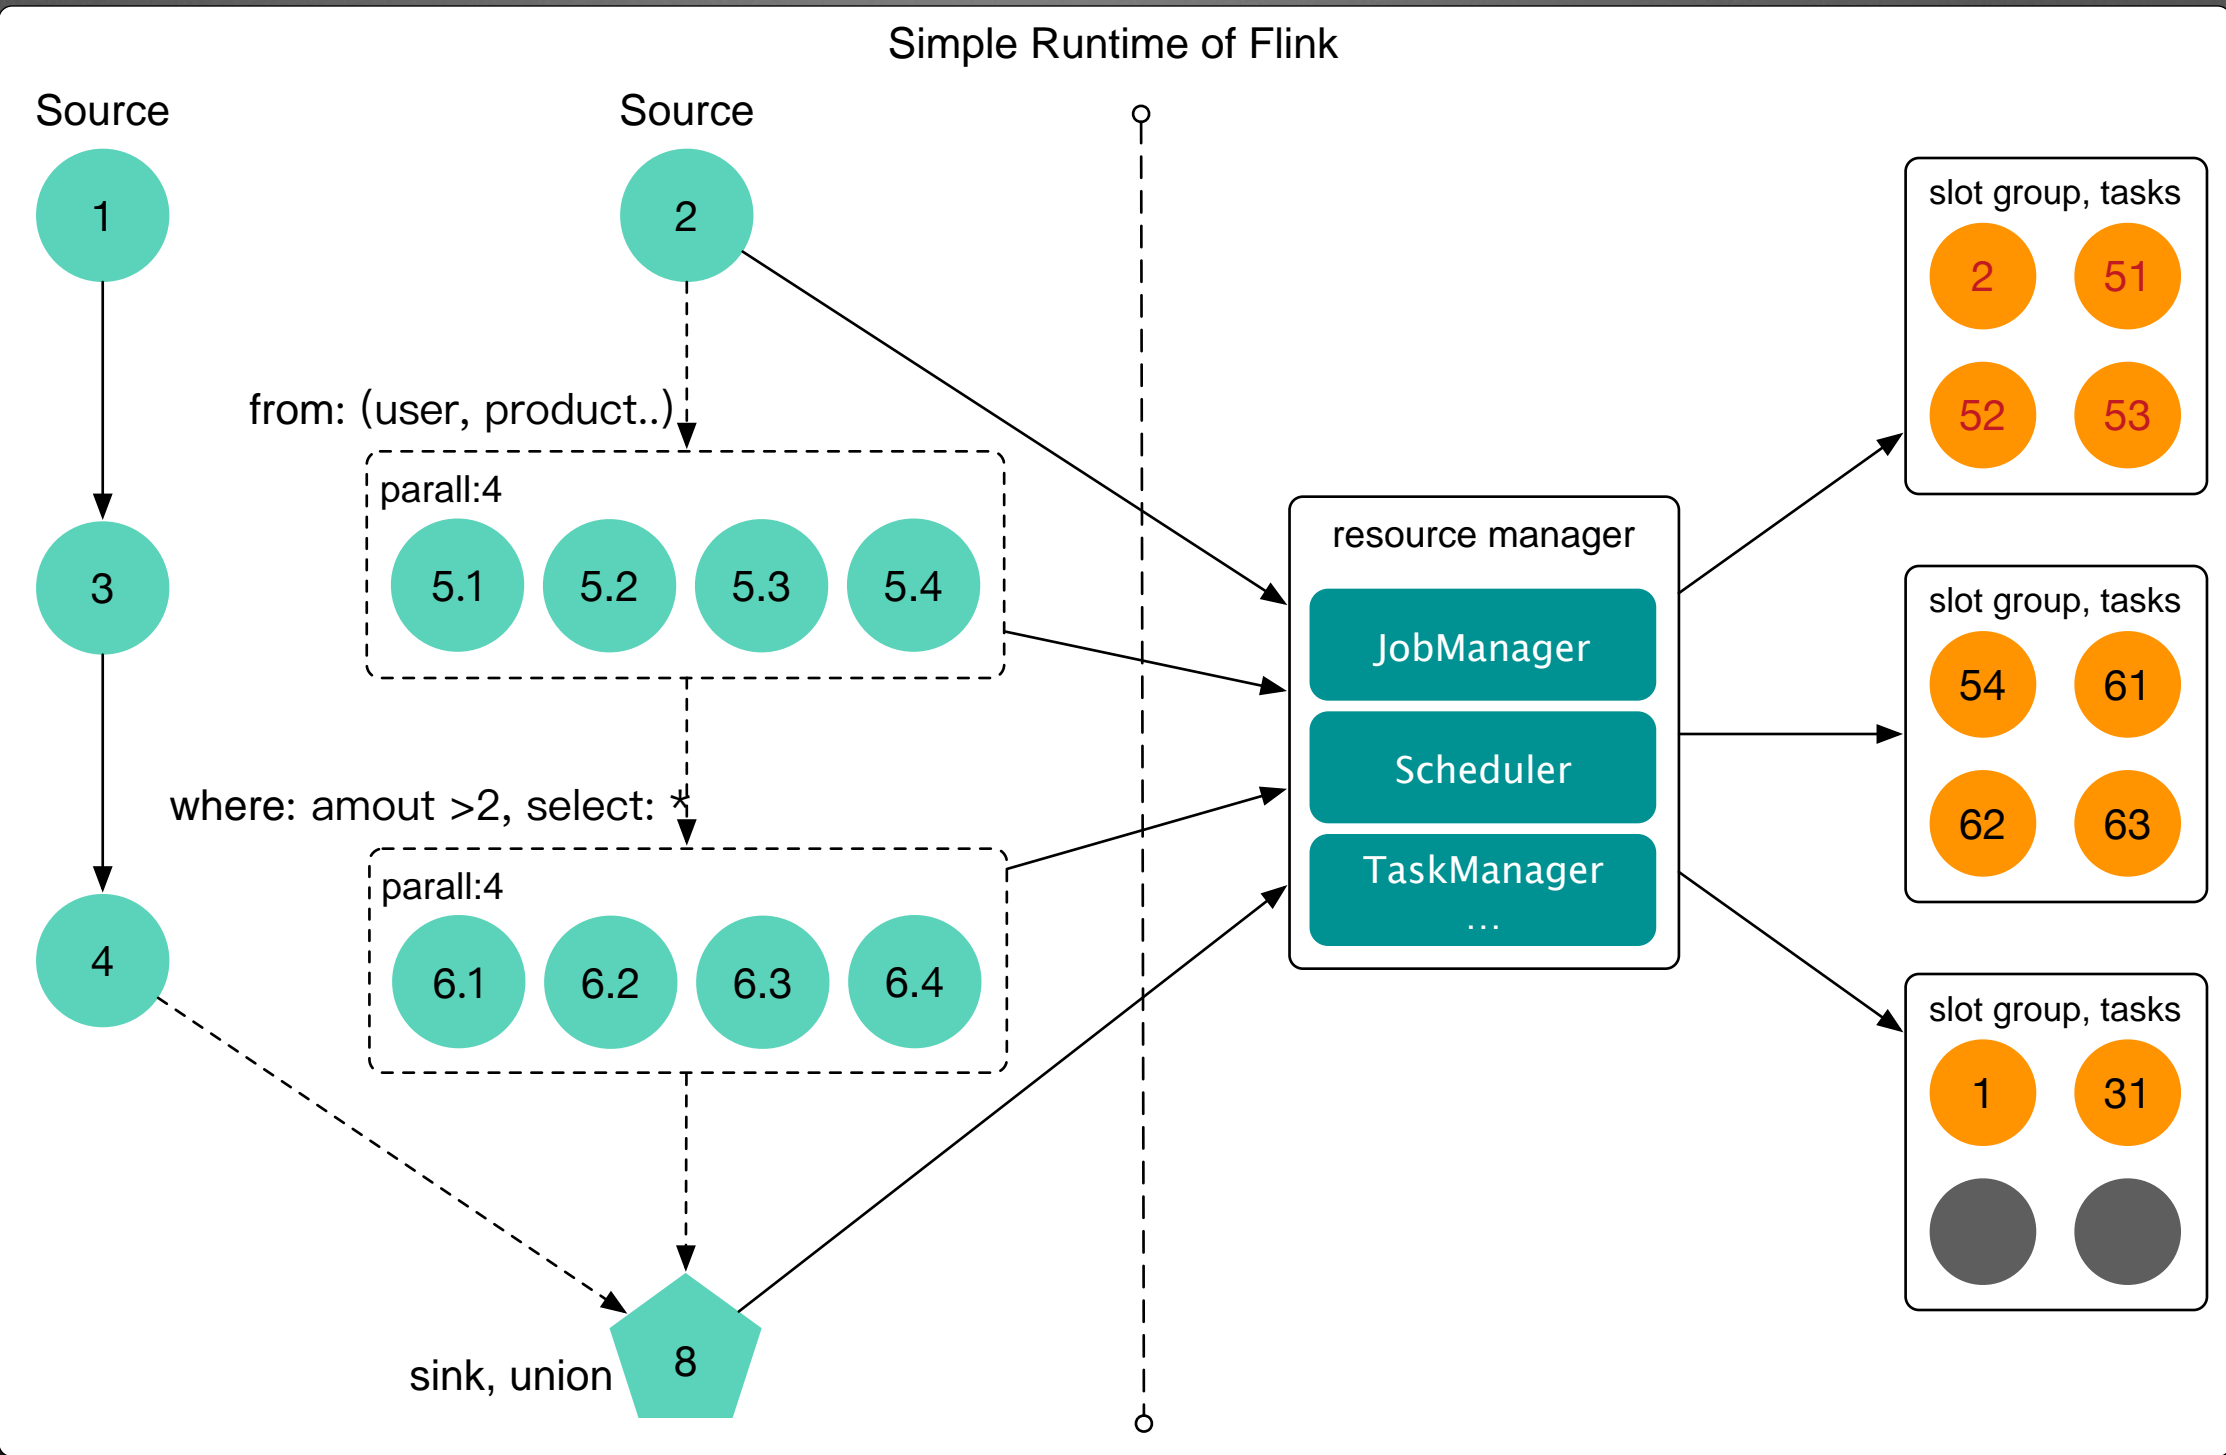 Simple Runtime of Flink
Source
Source
1
2
from: (user, product..)
parall:4
5.1 5.2 5.3 5.4
3
where: amout >2, select: *
parall:4
6.1 6.2 6.3 6.4
4
sink, union
8
resource manager
JobManager
Scheduler
TaskManager
...
slot group, tasks
2 51
52 53
slot group, tasks
54 61
62 63
slot group, tasks
1 31